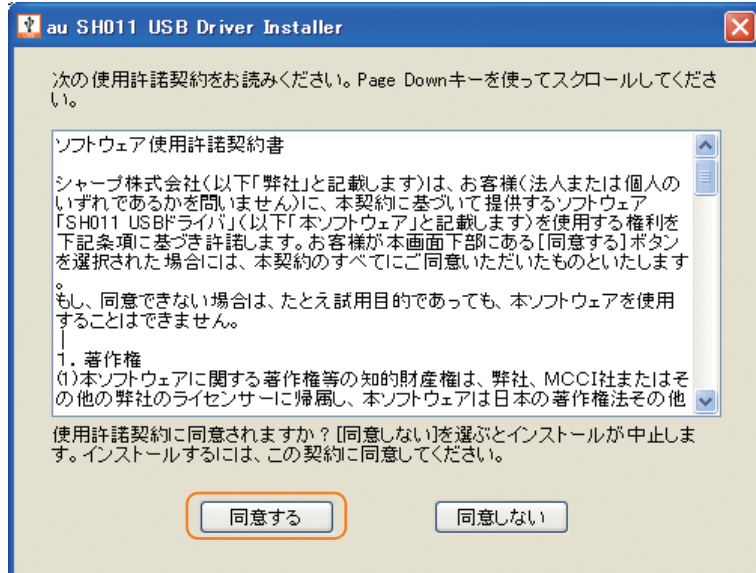 au SH011 USB Driver Installer
次の使用許諾契約をお読みください。Page Downキーを使ってスクロールしてくださ
い。
ソフトウェア使用許諾契約書
シャープ株式会社(以下「弊社」と記載します)は、お客様(法人または個人の
いずれであるかを問いません)に、本契約に基づいて提供するソフトウェア
「SH011 USBドライバ」(以下「本ソフトウェア」と記載します)を使用する権利を
下記条項に基づき許諾します。お客様が本画面下部にある[同意する]ボタン
を選択された場合には、本契約のすべてにご同意いただいたものといたします
。
もし、同意できない場合は、たとえ試用目的であっても、本ソフトウェアを使用
することはできません。
1. 著作権
(1)本ソフトウェアに関する著作権等の知的財産権は、弊社、MCCI社またはそ
の他の弊社のライセンサーに帰属し、本ソフトウェアは日本の著作権法その他
使用許諾契約に同意されますか?[同意しない]を選ぶとインストールが中止しま
す。インストールするには、この契約に同意してください。
同意する
同意しない